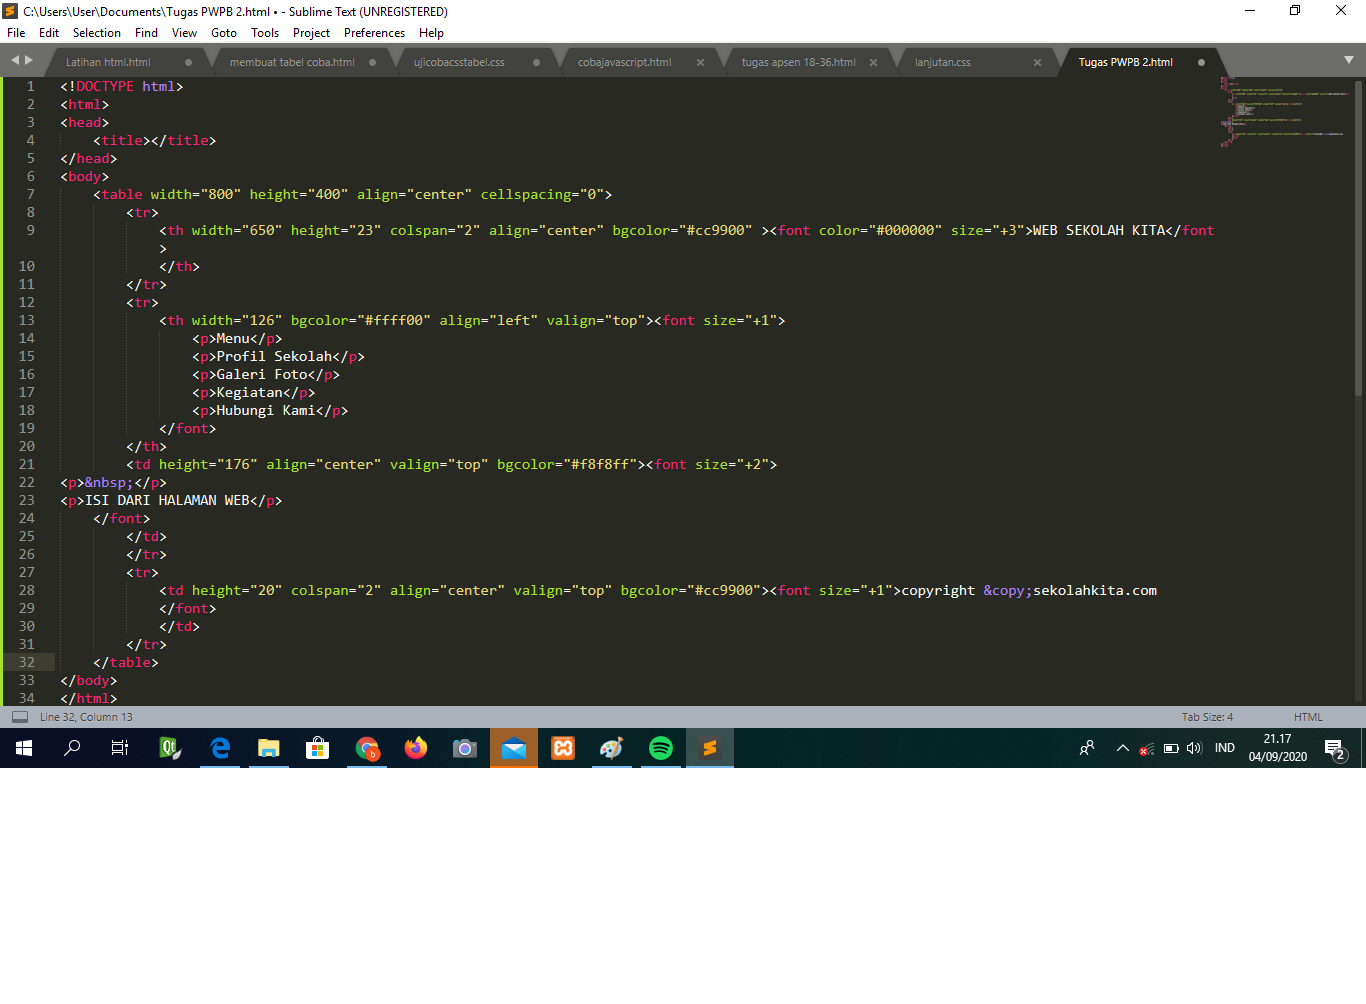 C:\Users\User\Documents\Tugas PWPB 2.html • - Sublime Text (UNREGISTERED)
File Edit Selection Find View Goto Tools Project Preferences Help
Latihan html.html membuat tabel coba.html ujicobacsstabel.css cobajavascript.html tugas apsen 18-36.html lanjutan.css Tugas PWPB 2.html
1 <!DOCTYPE html>
2 <html>
3 <head>
4 <title></title>
5 </head>
6 <body>
7 <table width="800" height="400" align="center" cellspacing="0">
8 <tr>
9 <th width="650" height="23" colspan="2" align="center" bgcolor="#cc9900" ><font color="#000000" size="+3">WEB SEKOLAH KITA</font
>
10 </th>
11 </tr>
12 <tr>
13 <th width="126" bgcolor="#ffff00" align="left" valign="top"><font size="+1">
14 <p>Menu</p>
15 <p>Profil Sekolah</p>
16 <p>Galeri Foto</p>
17 <p>Kegiatan</p>
18 <p>Hubungi Kami</p>
19 </font>
20 </th>
21 <td height="176" align="center" valign="top" bgcolor="#f8f8ff"><font size="+2">
22 <p>&nbsp;</p>
23 <p>ISI DARI HALAMAN WEB</p>
24 </font>
25 </td>
26 </tr>
27 <tr>
28 <td height="20" colspan="2" align="center" valign="top" bgcolor="#cc9900"><font size="+1">copyright &copy;sekolahkita.com
29 </font>
30 </td>
31 </tr>
32 </table>
33 </body>
34 </html>
Line 32, Column 13 Tab Size: 4 HTML
IND 21.17
04/09/2020 2